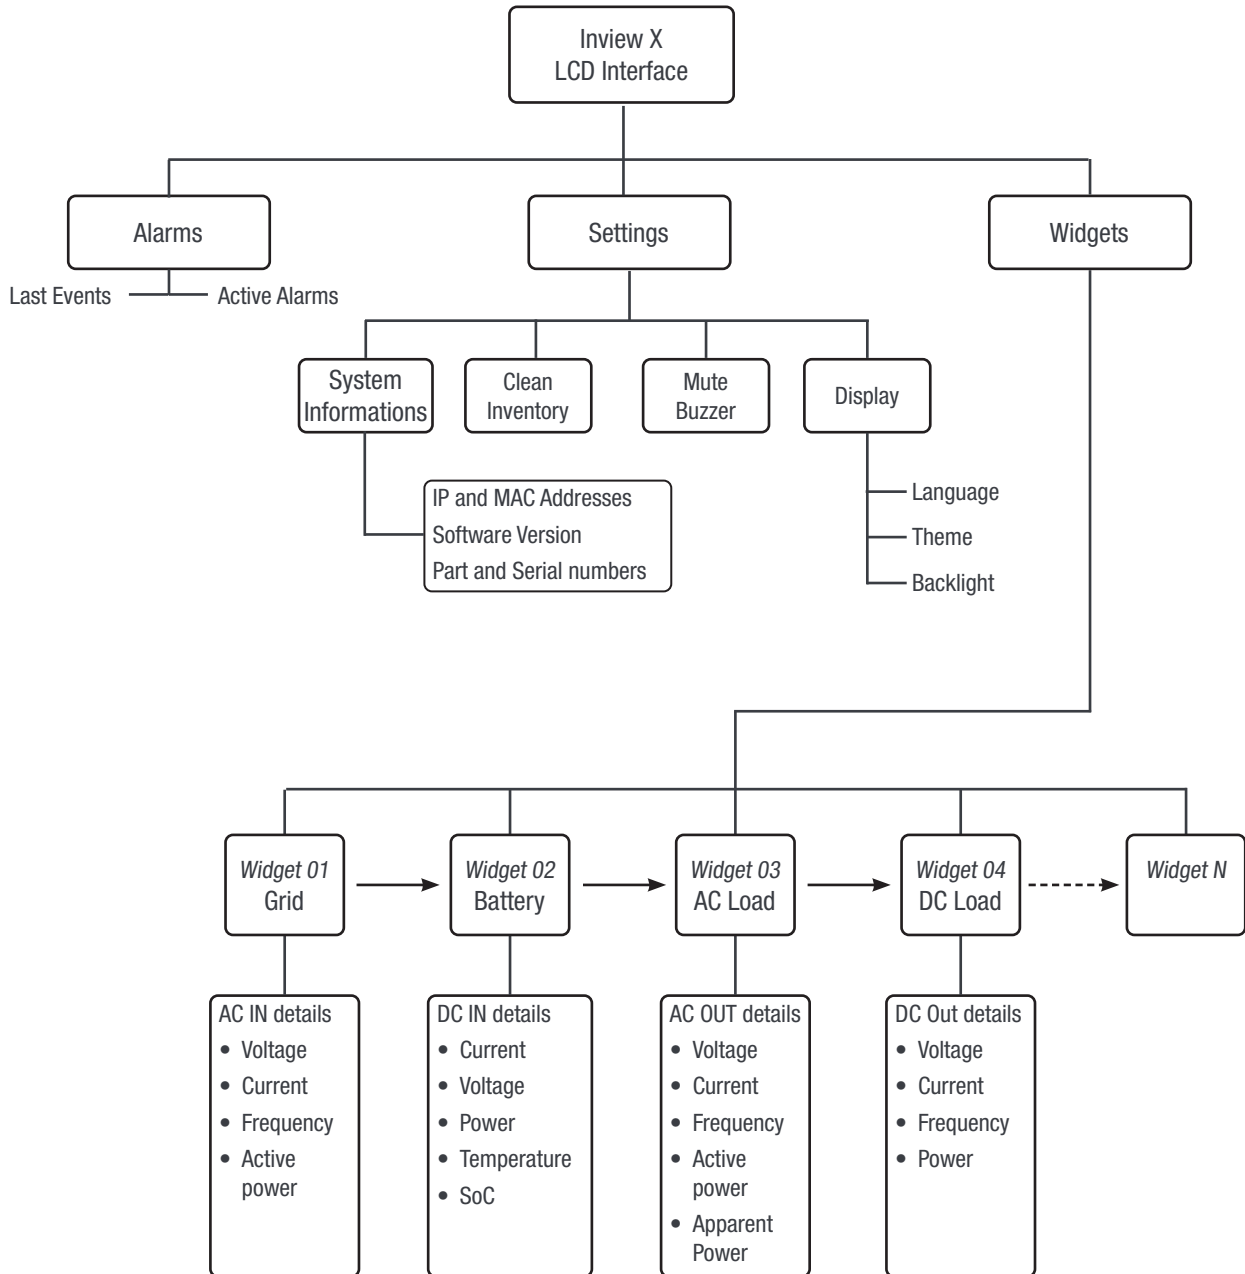 Inview X
LCD Interface
Alarms
Settings
Widgets
Last Events
Active Alarms
System
Informations
Clean
Inventory
Mute
Buzzer
Display
IP and MAC Addresses
Software Version
Part and Serial numbers
Language
Theme
Backlight
Widget 01
Grid
Widget 02
Battery
Widget 03
AC Load
Widget 04
DC Load
Widget N
AC IN details
• Voltage
• Current
• Frequency
• Active
power
DC IN details
• Current
• Voltage
• Power
• Temperature
• SoC
AC OUT details
• Voltage
• Current
• Frequency
• Active
power
• Apparent
Power
DC Out details
• Voltage
• Current
• Frequency
• Power